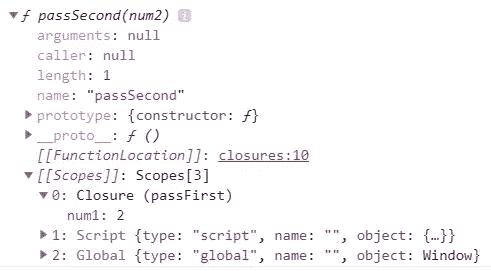 ▼ƒ passSecond(num2) i
arguments: null
caller: null
length: 1
name: "passSecond"
▶ prototype: {constructor: ƒ}
▶ __proto__: ƒ ()
[[FunctionLocation]]: closures:10
▼ [[Scopes]]: Scopes[3]
▼ 0: Closure (passFirst)
num1: 2
▶ 1: Script {type: "script", name: "", object: {…}}
▶ 2: Global {type: "global", name: "", object: Window}